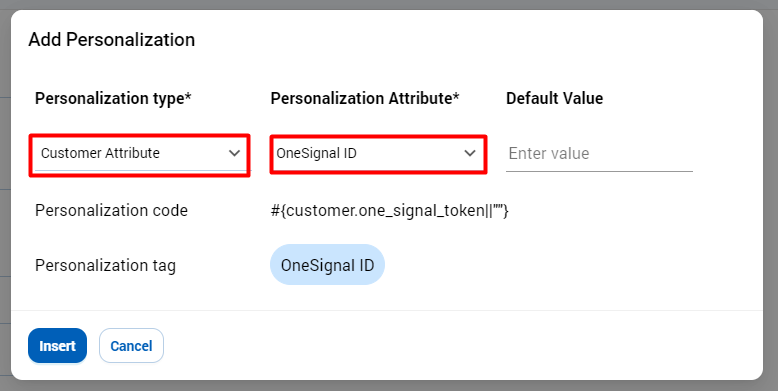 Add Personalization
Personalization type* Personalization Attribute* Default Value
Customer Attribute OneSignal ID Enter value
Personalization code #{customer.one_signal_token||""}
Personalization tag OneSignal ID
Insert Cancel